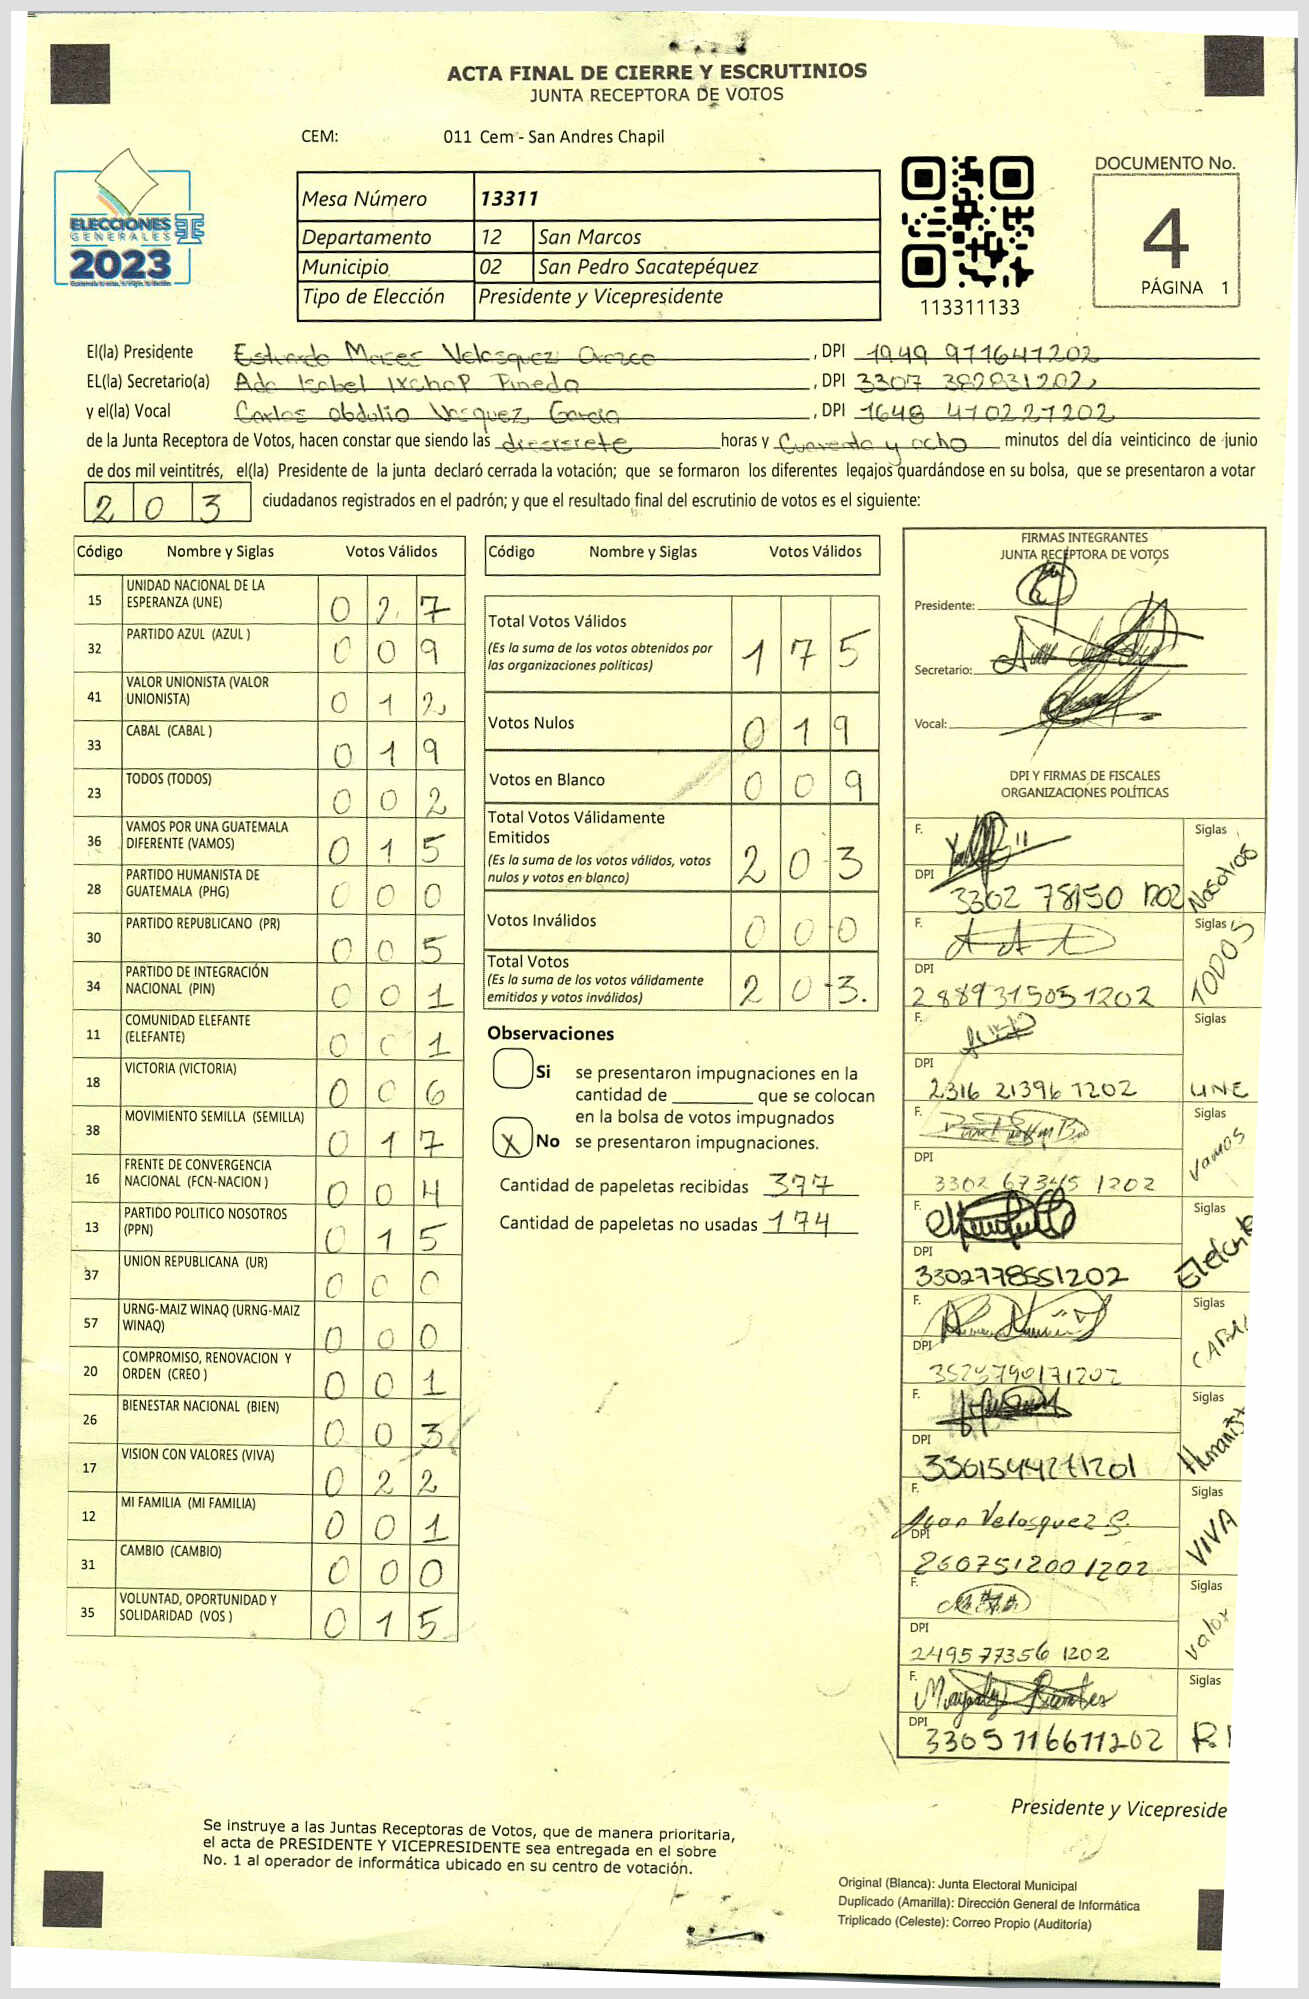 ACTA FINAL DE CIERRE Y ESCRUTINIOS
JUNTA RECEPTORA DE VOTOS
CEM: 011 Cem - San Andres Chapil
ELECCIONES
GENERALES
2023
Mesa Número 13311
Departamento 12 San Marcos
Municipio 02 San Pedro Sacatepéquez
Tipo de Elección Presidente y Vicepresidente
113311133
DOCUMENTO No.
4
PÁGINA 1
El(la) Presidente Velasquez Orozco, DPI 1949 971641202
EL(la) Secretario(a) Ada Isabel Ixchop Pineda, DPI 3307 382831202
y el(la) Vocal Carlos Obdulio Vasquez Garcia, DPI 1648 410221202
de la Junta Receptora de Votos, hacen constar que siendo las diecisiete horas y Cuarenta y ocho minutos del día veinticinco de junio
de dos mil veintitrés, el(la) Presidente de la junta declaró cerrada la votación; que se formaron los diferentes legajos guardándose en su bolsa, que se presentaron a votar
203 ciudadanos registrados en el padrón; y que el resultado final del escrutinio de votos es el siguiente:
Código Nombre y Siglas Votos Válidos
15 UNIDAD NACIONAL DE LA ESPERANZA (UNE) 0 2 7
32 PARTIDO AZUL (AZUL ) 0 0 9
41 VALOR UNIONISTA (VALOR UNIONISTA) 0 1 2
33 CABAL (CABAL ) 0 1 9
23 TODOS (TODOS) 0 0 2
36 VAMOS POR UNA GUATEMALA DIFERENTE (VAMOS) 0 1 5
28 PARTIDO HUMANISTA DE GUATEMALA (PHG) 0 0 0
30 PARTIDO REPUBLICANO (PR) 0 0 5
34 PARTIDO DE INTEGRACIÓN NACIONAL (PIN) 0 0 1
11 COMUNIDAD ELEFANTE (ELEFANTE) 0 0 1
18 VICTORIA (VICTORIA) 0 0 6
38 MOVIMIENTO SEMILLA (SEMILLA) 0 1 7
16 FRENTE DE CONVERGENCIA NACIONAL (FCN-NACION ) 0 0 4
13 PARTIDO POLITICO NOSOTROS (PPN) 0 1 5
37 UNION REPUBLICANA (UR) 0 0 0
57 URNG-MAIZ WINAQ (URNG-MAIZ WINAQ) 0 0 0
20 COMPROMISO, RENOVACION Y ORDEN (CREO ) 0 0 1
26 BIENESTAR NACIONAL (BIEN) 0 0 3
17 VISION CON VALORES (VIVA) 0 2 2
12 MI FAMILIA (MI FAMILIA) 0 0 1
31 CAMBIO (CAMBIO) 0 0 0
35 VOLUNTAD, OPORTUNIDAD Y SOLIDARIDAD (VOS ) 0 1 5
Código Nombre y Siglas Votos Válidos
Total Votos Válidos 1 7 5
(Es la suma de los votos obtenidos por
las organizaciones políticas)
Votos Nulos 0 1 9
Votos en Blanco 0 0 9
Total Votos Válidamente
Emitidos 2 0 3
(Es la suma de los votos válidos, votos
nulos y votos en blanco)
Votos Inválidos 0 0 0
Total Votos 2 0 3.
(Es la suma de los votos válidamente
emitidos y votos inválidos)
Observaciones
Si se presentaron impugnaciones en la
cantidad de ________ que se colocan
en la bolsa de votos impugnados
X No se presentaron impugnaciones.
Cantidad de papeletas recibidas 377
Cantidad de papeletas no usadas 174
FIRMAS INTEGRANTES
JUNTA RECEPTORA DE VOTOS
Presidente:
Secretario:
Vocal:
DPI Y FIRMAS DE FISCALES
ORGANIZACIONES POLÍTICAS
F. Siglas Nosotros
DPI 3302 78150 1202
F. Siglas TODOS
DPI 288931505 1202
F. Siglas UNE
DPI 2316 21396 1202
F. Siglas Vamos
DPI 3302 67345 1202
F. Siglas Elefante
DPI 3302778551202
F. Siglas
DPI 3525790171202
F. Siglas
DPI 3301544271201
F. Juan Velasquez G. Siglas VIVA
DPI 260751200 1202
F. Siglas Valor
DPI 249577356 1202
F. Siglas
DPI 3305 116611202
Presidente y Vicepreside
Se instruye a las Juntas Receptoras de Votos, que de manera prioritaria,
el acta de PRESIDENTE Y VICEPRESIDENTE sea entregada en el sobre
No. 1 al operador de informática ubicado en su centro de votación.
Original (Blanca): Junta Electoral Municipal
Duplicado (Amarilla): Dirección General de Informática
Triplicado (Celeste): Correo Propio (Auditoría)